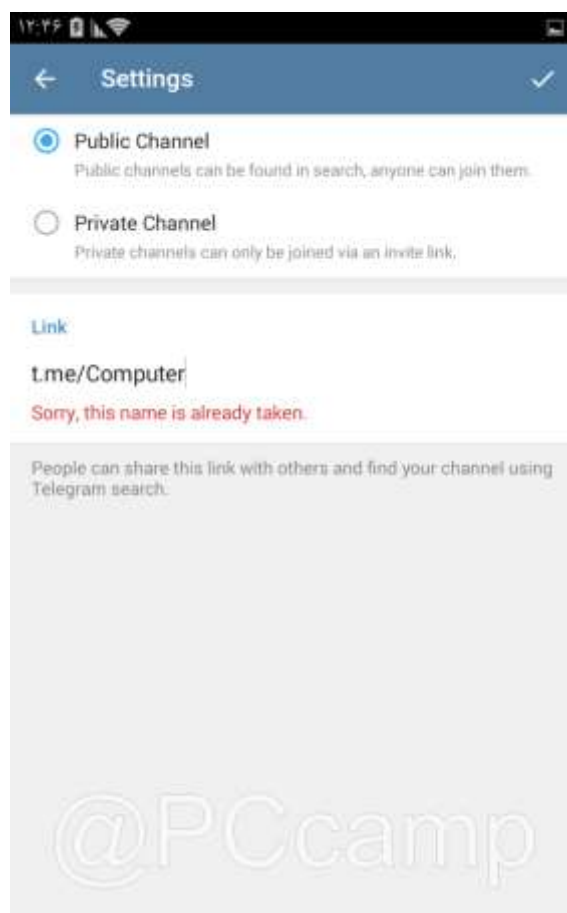 ۱۲:۴۶
Settings
Public Channel
Public channels can be found in search, anyone can join them.
Private Channel
Private channels can only be joined via an invite link.
Link
t.me/Computer
Sorry, this name is already taken.
People can share this link with others and find your channel using
Telegram search.
@PCcamp